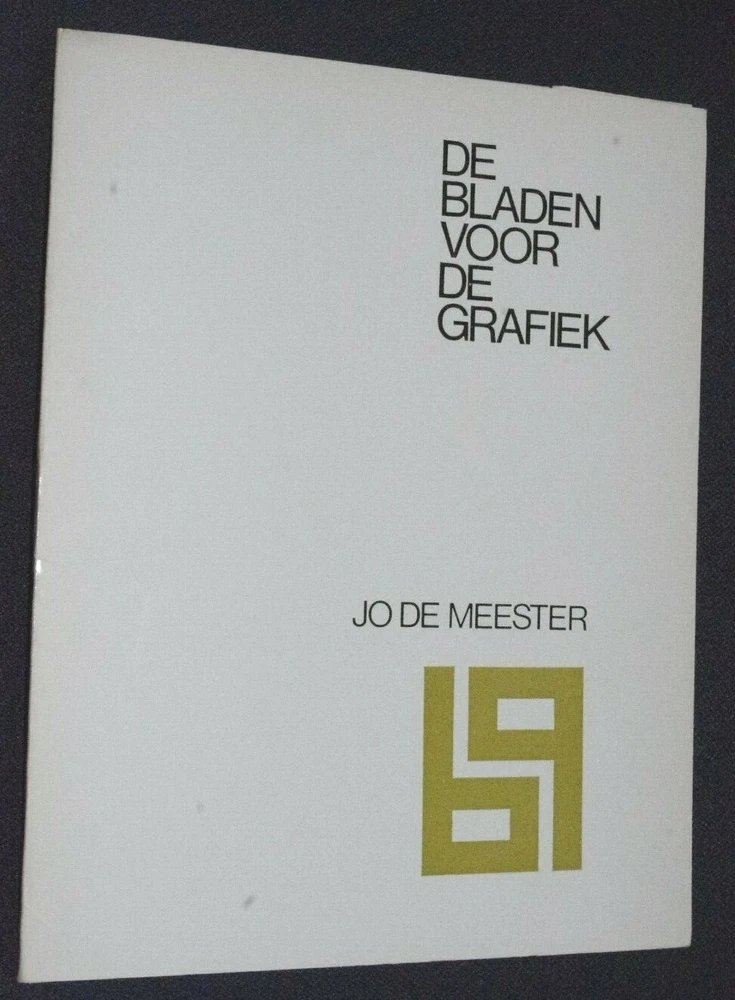 DE
BLADEN
VOOR
DE
GRAFIEK
JO DE MEESTER